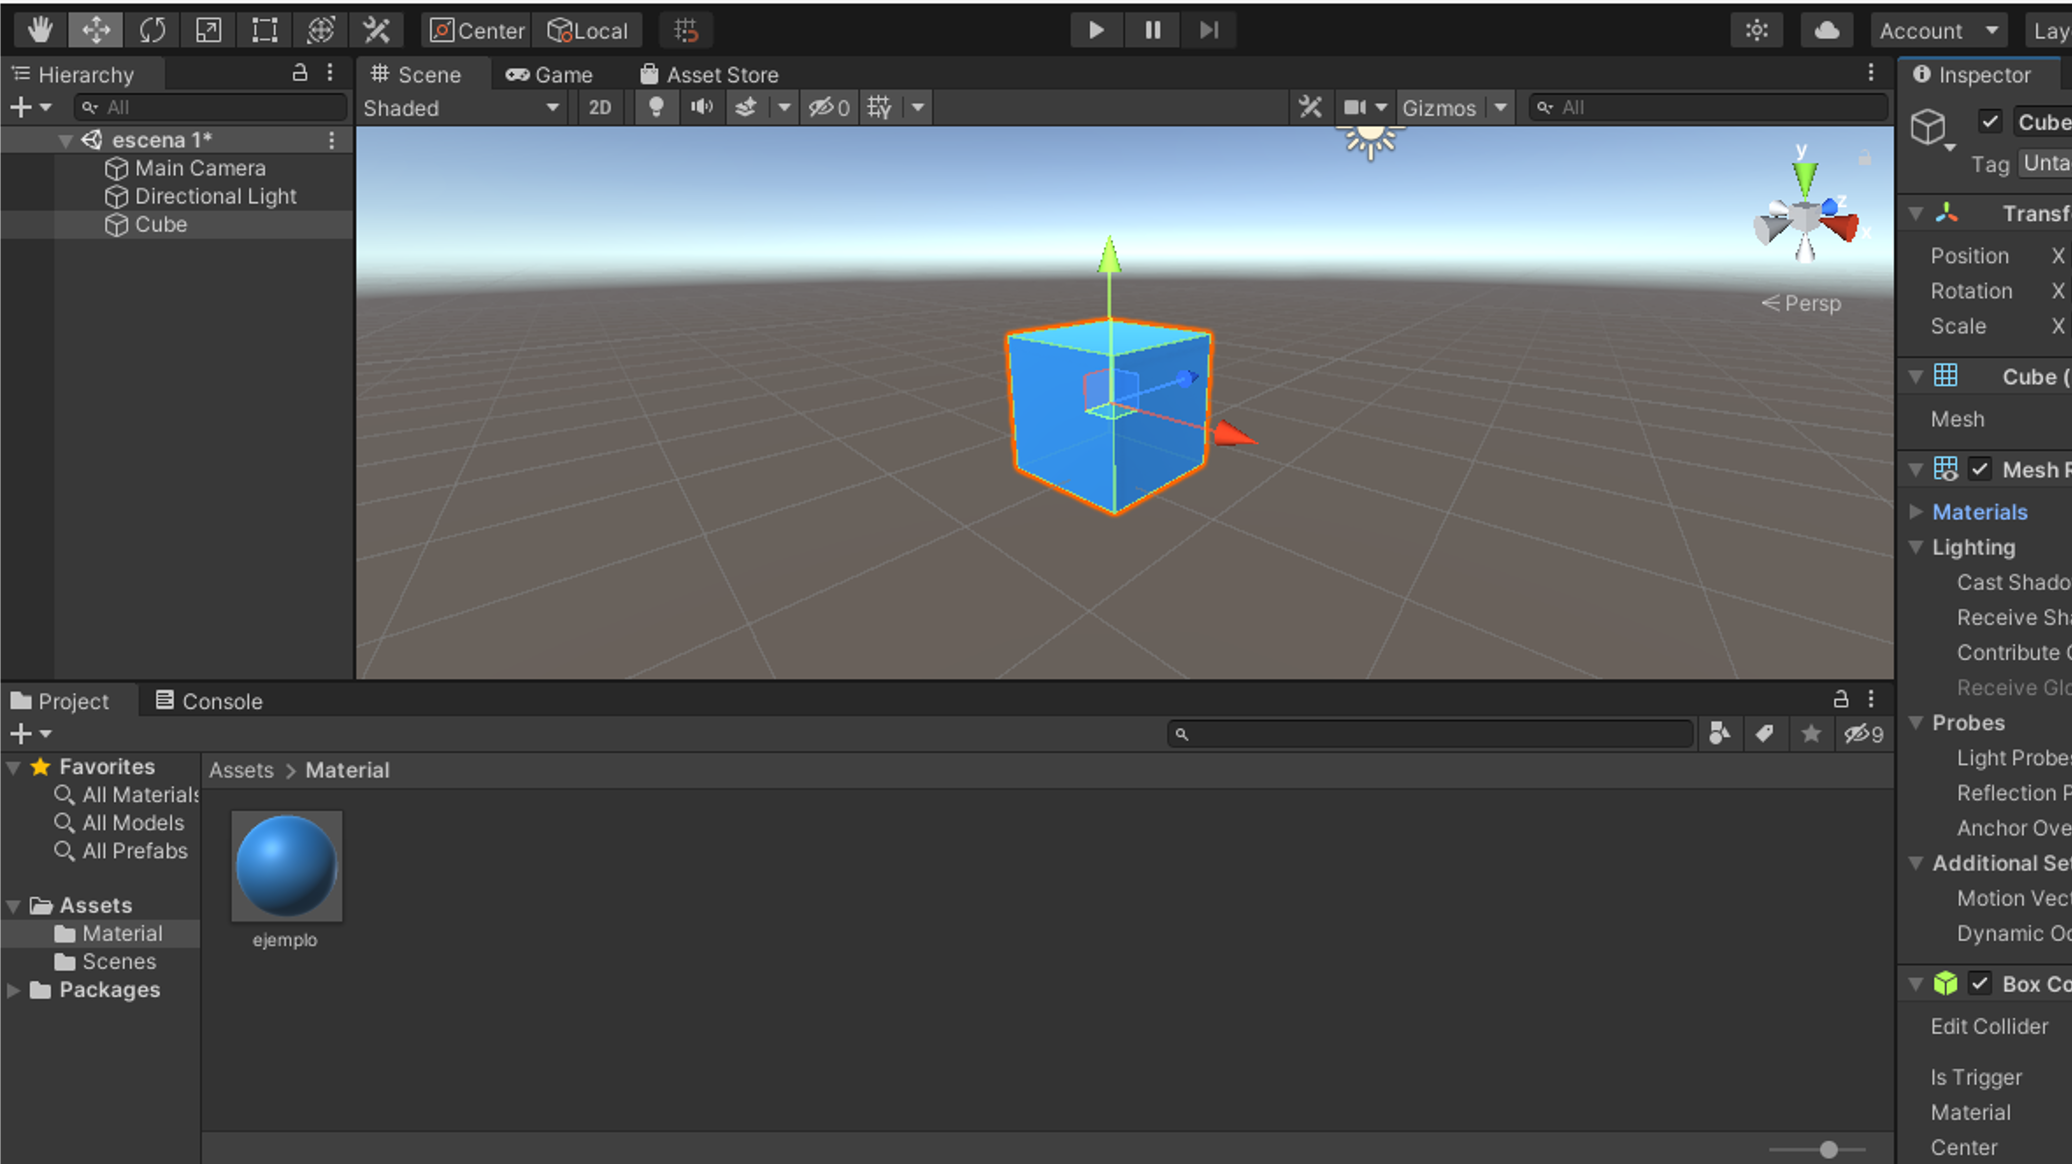 Center
Local
Account
Lay
Hierarchy
Scene
Game
Asset Store
Inspector
All
Shaded
2D
0
Gizmos
All
Cube
Tag
Unta
escena 1*
Main Camera
Directional Light
Cube
y
z
x
Persp
Transf
Position X
Rotation X
Scale X
Cube (
Mesh
Mesh R
Materials
Lighting
Cast Shado
Receive Sha
Contribute G
Receive Glo
Probes
Light Probes
Reflection P
Anchor Ove
Additional Set
Motion Vect
Dynamic Oc
Box Co
Edit Collider
Is Trigger
Material
Center
Project
Console
9
Favorites
All Materials
All Models
All Prefabs
Assets
Material
Scenes
Packages
Assets > Material
ejemplo